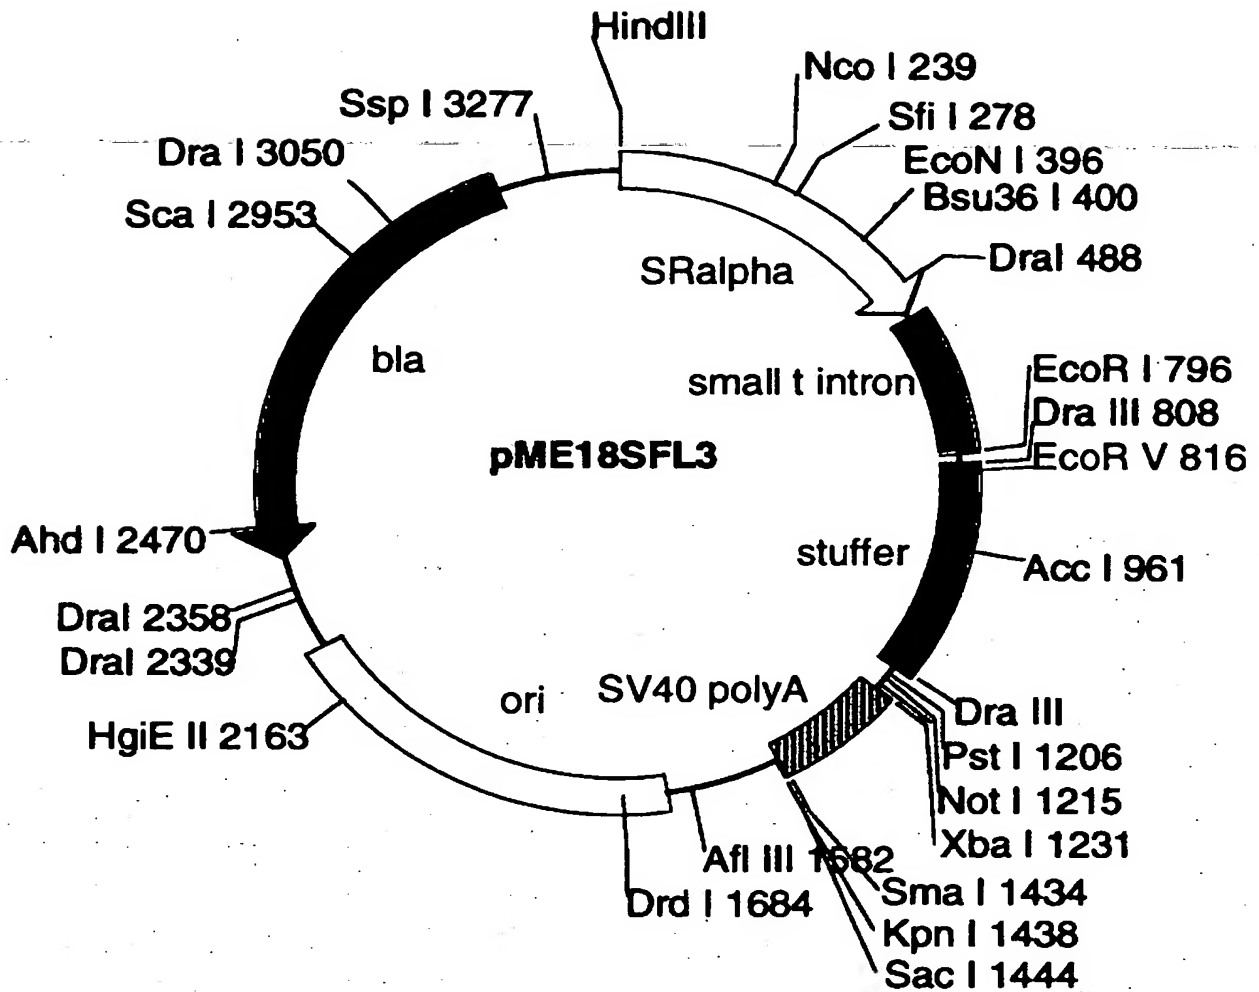 HindIII
Nco I 239
Ssp I 3277
Sfi I 278
Dra I 3050
EcoN I 396
Sca I 2953
Bsu36 I 400
DraI 488
SRalpha
bla
small t intron
EcoR I 796
Dra III 808
pME18SFL3
EcoR V 816
Ahd I 2470
stuffer
Acc I 961
DraI 2358
DraI 2339
ori
SV40 polyA
HgiE II 2163
Dra III
Pst I 1206
Not I 1215
Xba I 1231
Afl III 1582
Sma I 1434
Drd I 1684
Kpn I 1438
Sac I 1444